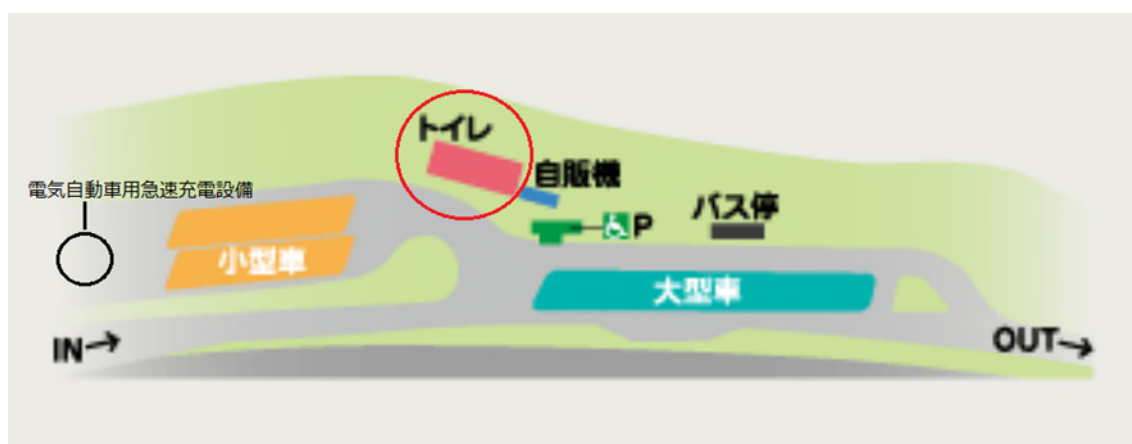 トイレ
自販機
電気自動車用急速充電設備
P
バス停
小型車
大型車
IN→
OUT→